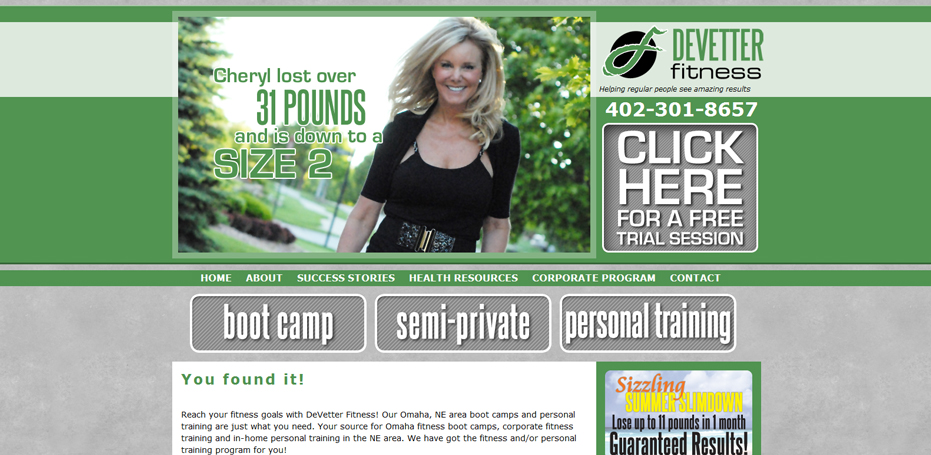 Cheryl lost over
31 POUNDS
and is down to a
SIZE 2
DEVETTER
fitness
Helping regular people see amazing results
402-301-8657
CLICK
HERE
FOR A FREE
TRIAL SESSION
HOME ABOUT SUCCESS STORIES HEALTH RESOURCES CORPORATE PROGRAM CONTACT
boot camp semi-private personal training
You found it!
Reach your fitness goals with DeVetter Fitness! Our Omaha, NE area boot camps and personal
training are just what you need. Your source for Omaha fitness boot camps, corporate fitness
training and in-home personal training in the NE area. We have got the fitness and/or personal
training program for you!
Sizzling
SUMMER SLIMDOWN
Lose up to 11 pounds in 1 month
Guaranteed Results!